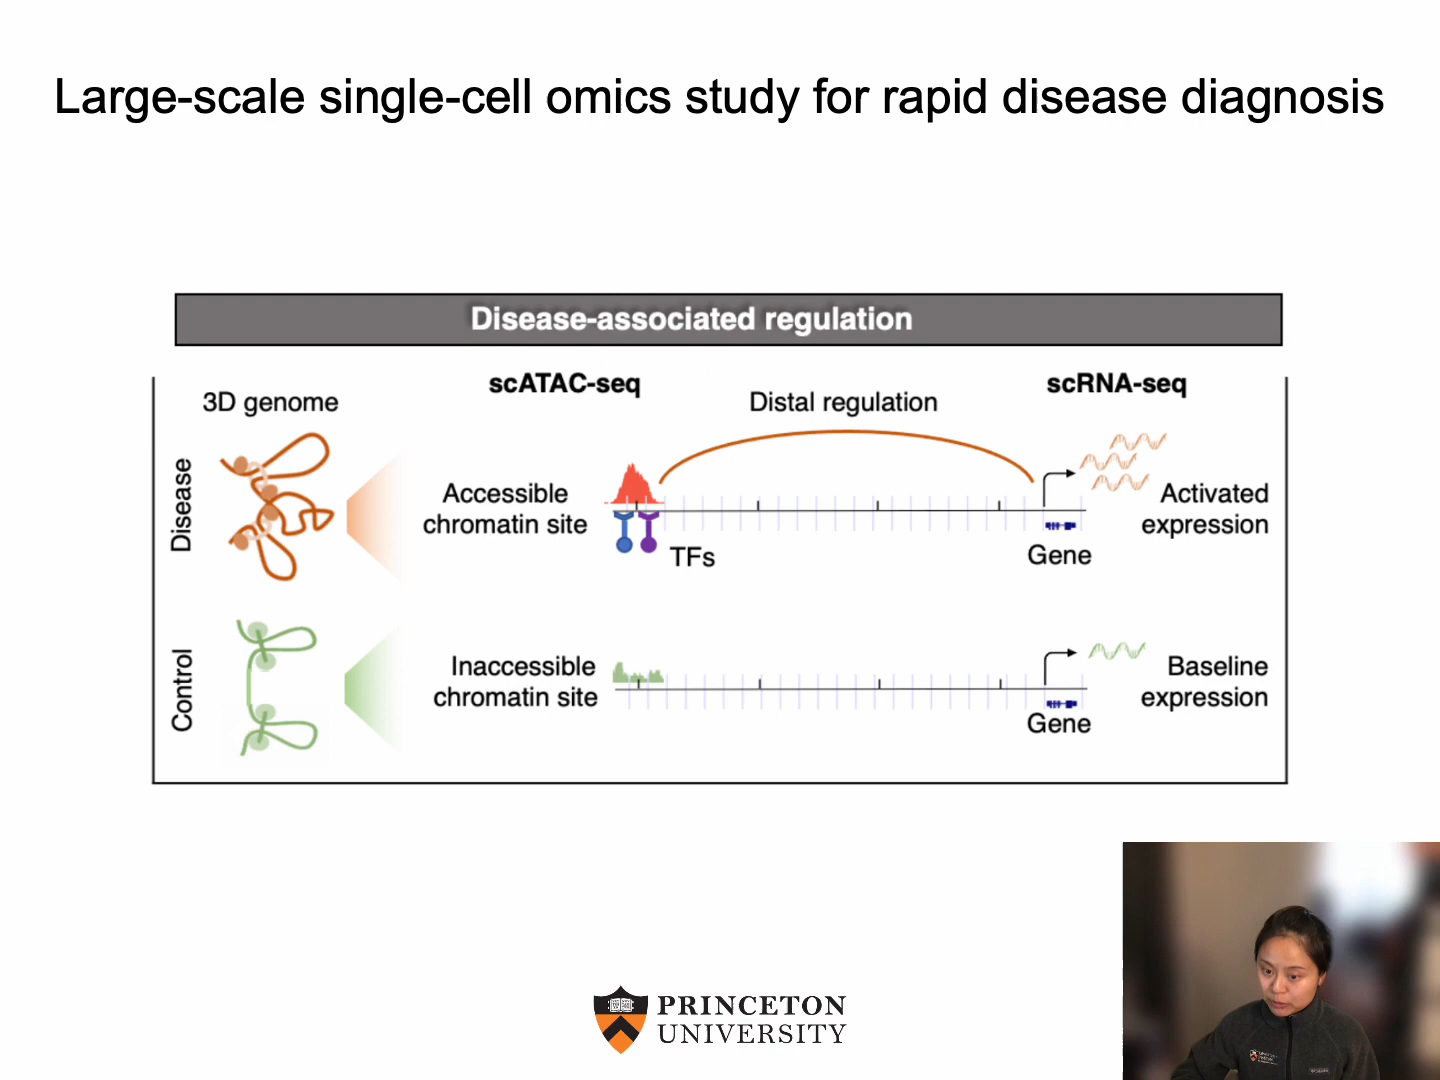 Large-scale single-cell omics study for rapid disease diagnosis
Disease-associated regulation
3D genome
scATAC-seq
Distal regulation
scRNA-seq
Disease
Accessible
chromatin site
TFs
Gene
Activated
expression
Control
Inaccessible
chromatin site
Gene
Baseline
expression
PRINCETON
UNIVERSITY